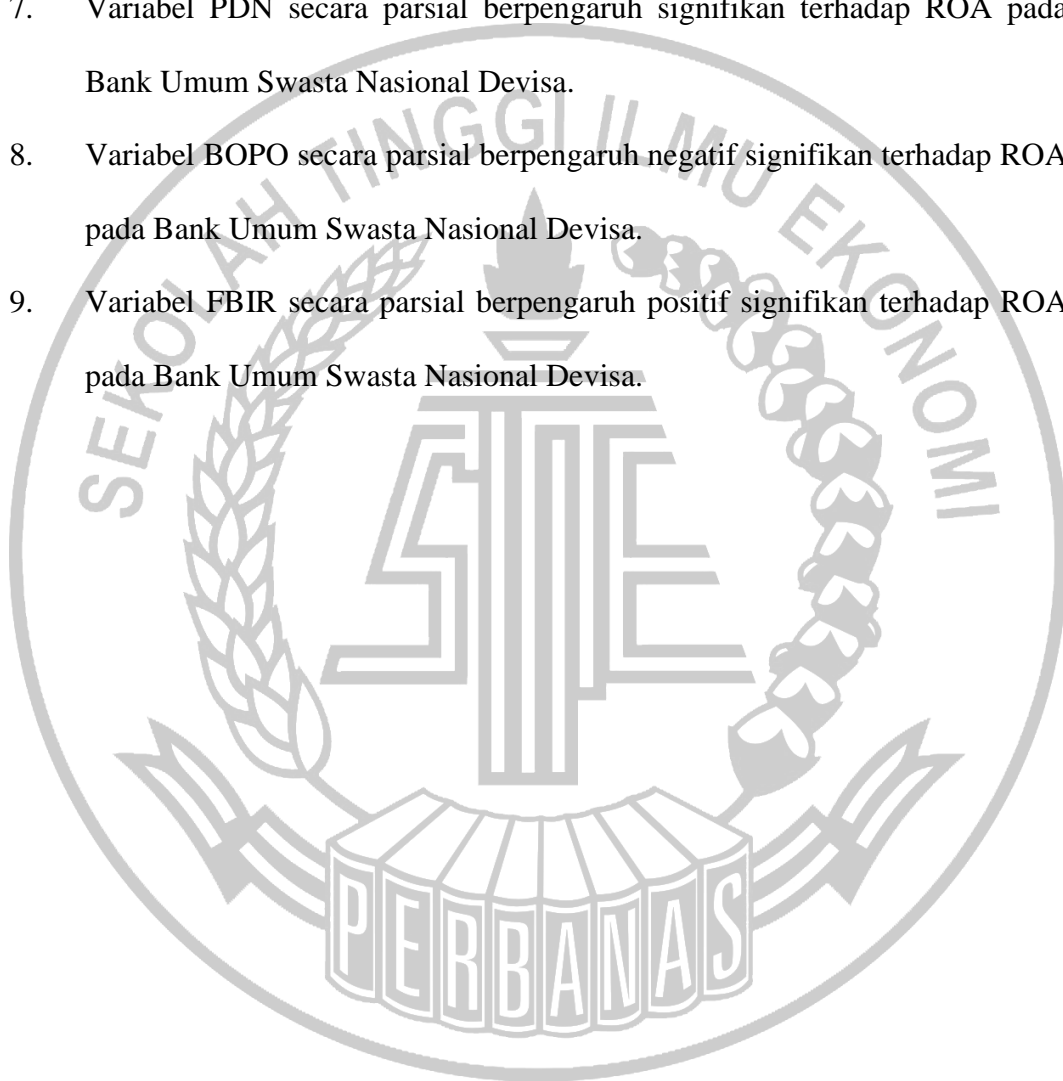 7. Variabel PDN secara parsial berpengaruh signifikan terhadap ROA pada
Bank Umum Swasta Nasional Devisa.
8. Variabel BOPO secara parsial berpengaruh negatif signifikan terhadap ROA
pada Bank Umum Swasta Nasional Devisa.
9. Variabel FBIR secara parsial berpengaruh positif signifikan terhadap ROA
pada Bank Umum Swasta Nasional Devisa.
SEKOLAH TINGGI ILMU EKONOMI
STIE
PERBANAS